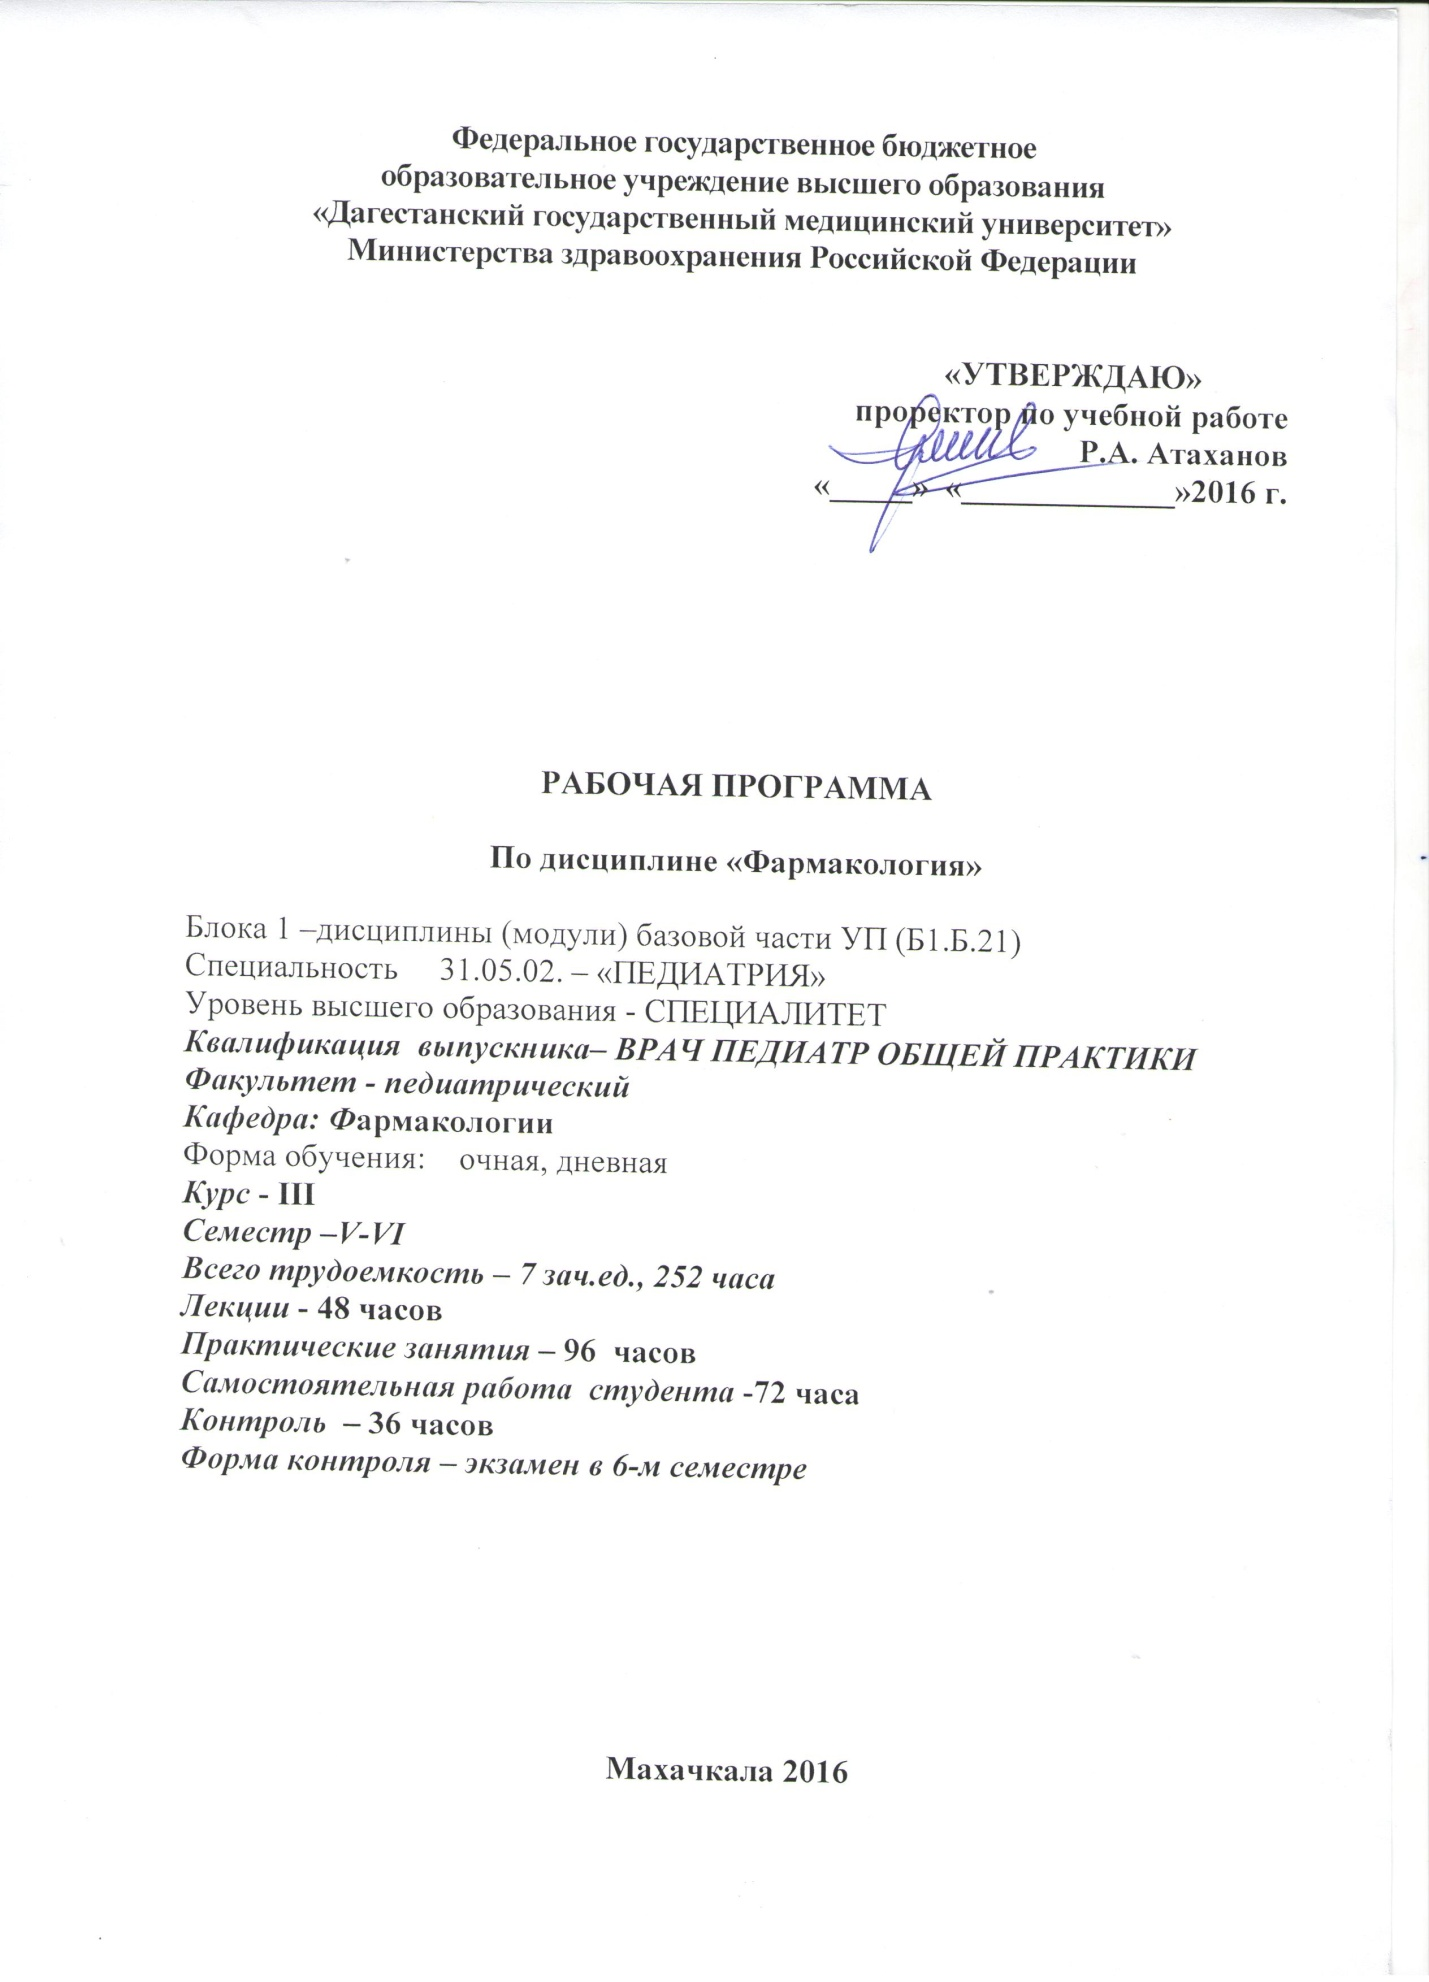 Федеральное государственное бюджетное
образовательное учреждение высшего образования
«Дагестанский государственный медицинский университет»
Министерства здравоохранения Российской Федерации
«УТВЕРЖДАЮ»
проректор по учебной работе
Р.А. Атаханов
«_____» «_____________»2016 г.
РАБОЧАЯ ПРОГРАММА
По дисциплине «Фармакология»
Блока 1 –дисциплины (модули) базовой части УП (Б1.Б.21)
Специальность 31.05.02. – «ПЕДИАТРИЯ»
Уровень высшего образования - СПЕЦИАЛИТЕТ
Квалификация выпускника– ВРАЧ ПЕДИАТР ОБЩЕЙ ПРАКТИКИ
Факультет - педиатрический
Кафедра: Фармакологии
Форма обучения: очная, дневная
Курс - III
Семестр –V-VI
Всего трудоемкость – 7 зач.ед., 252 часа
Лекции - 48 часов
Практические занятия – 96 часов
Самостоятельная работа студента -72 часа
Контроль – 36 часов
Форма контроля – экзамен в 6-м семестре
Махачкала 2016